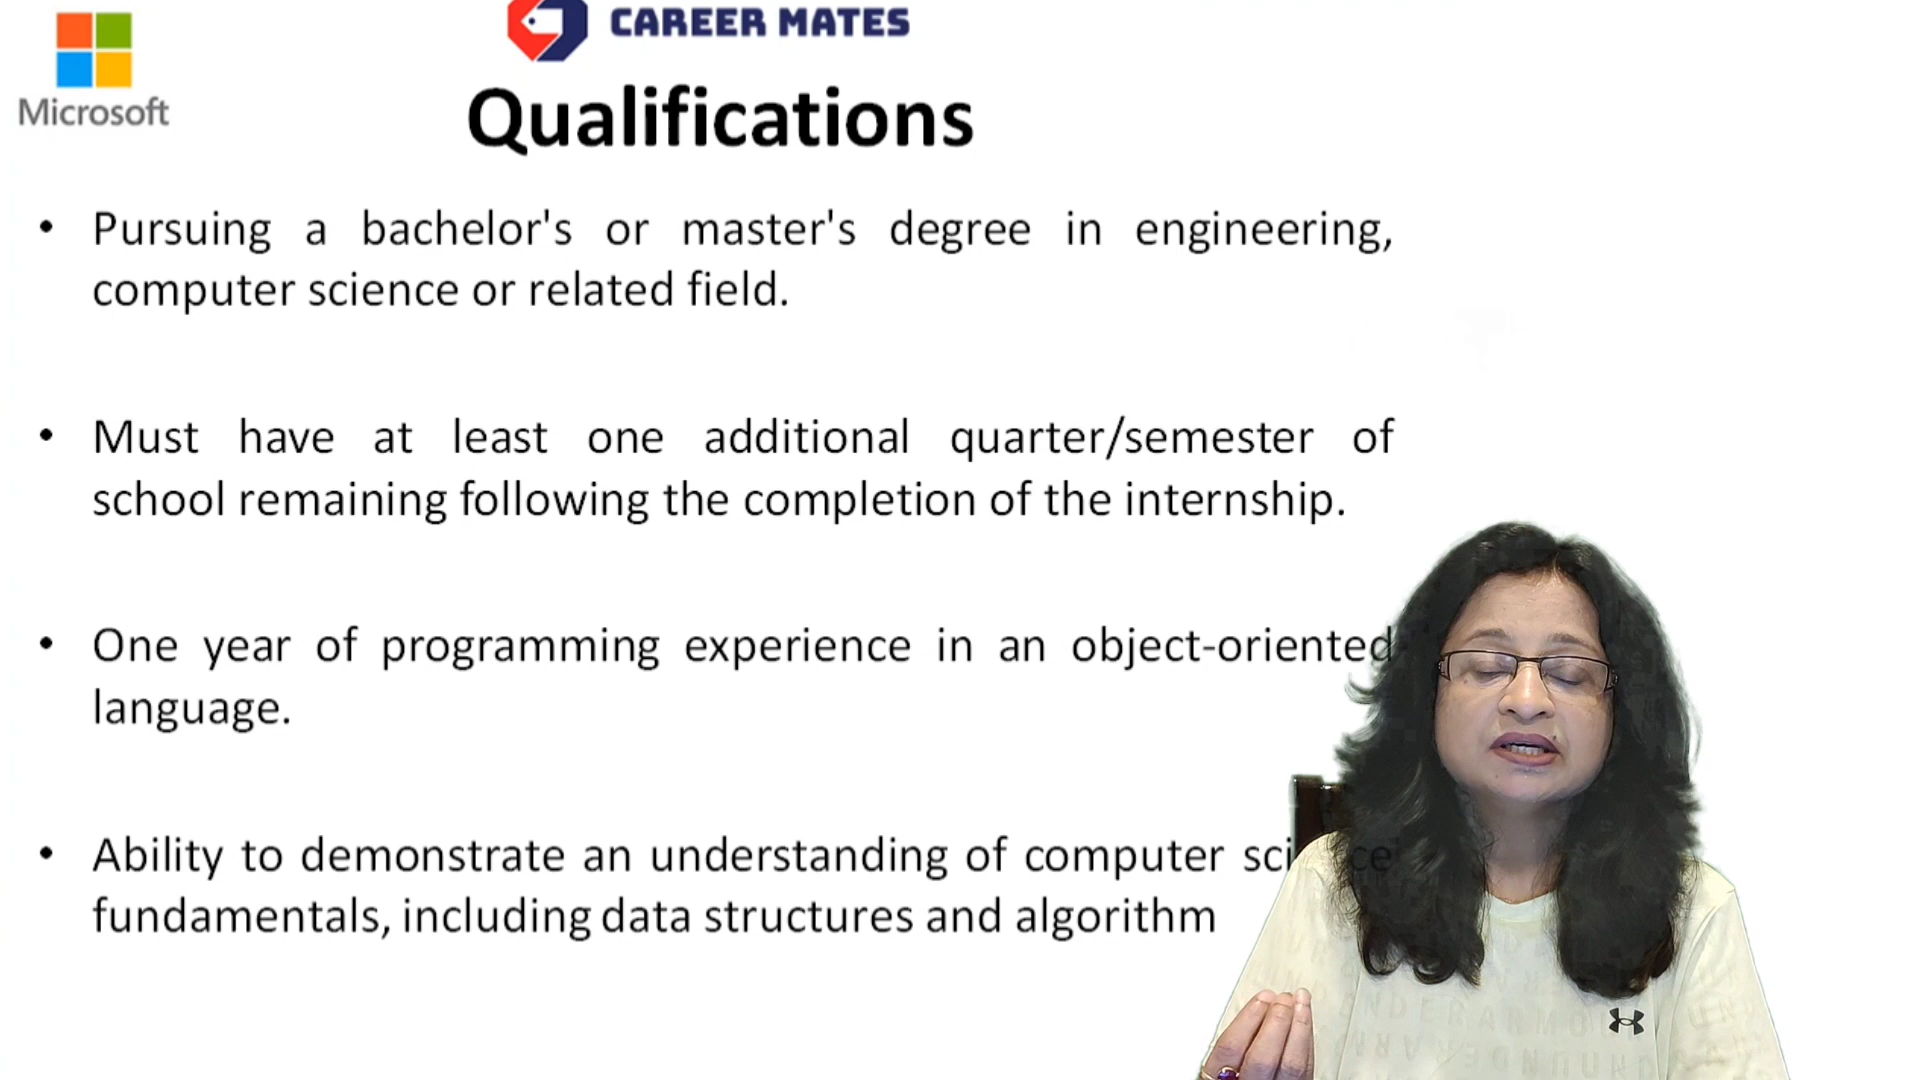 CAREER MATES
Microsoft
Qualifications
• Pursuing a bachelor's or master's degree in engineering,
computer science or related field.
• Must have at least one additional quarter/semester of
school remaining following the completion of the internship.
• One year of programming experience in an object-oriented
language.
• Ability to demonstrate an understanding of computer science
fundamentals, including data structures and algorithm